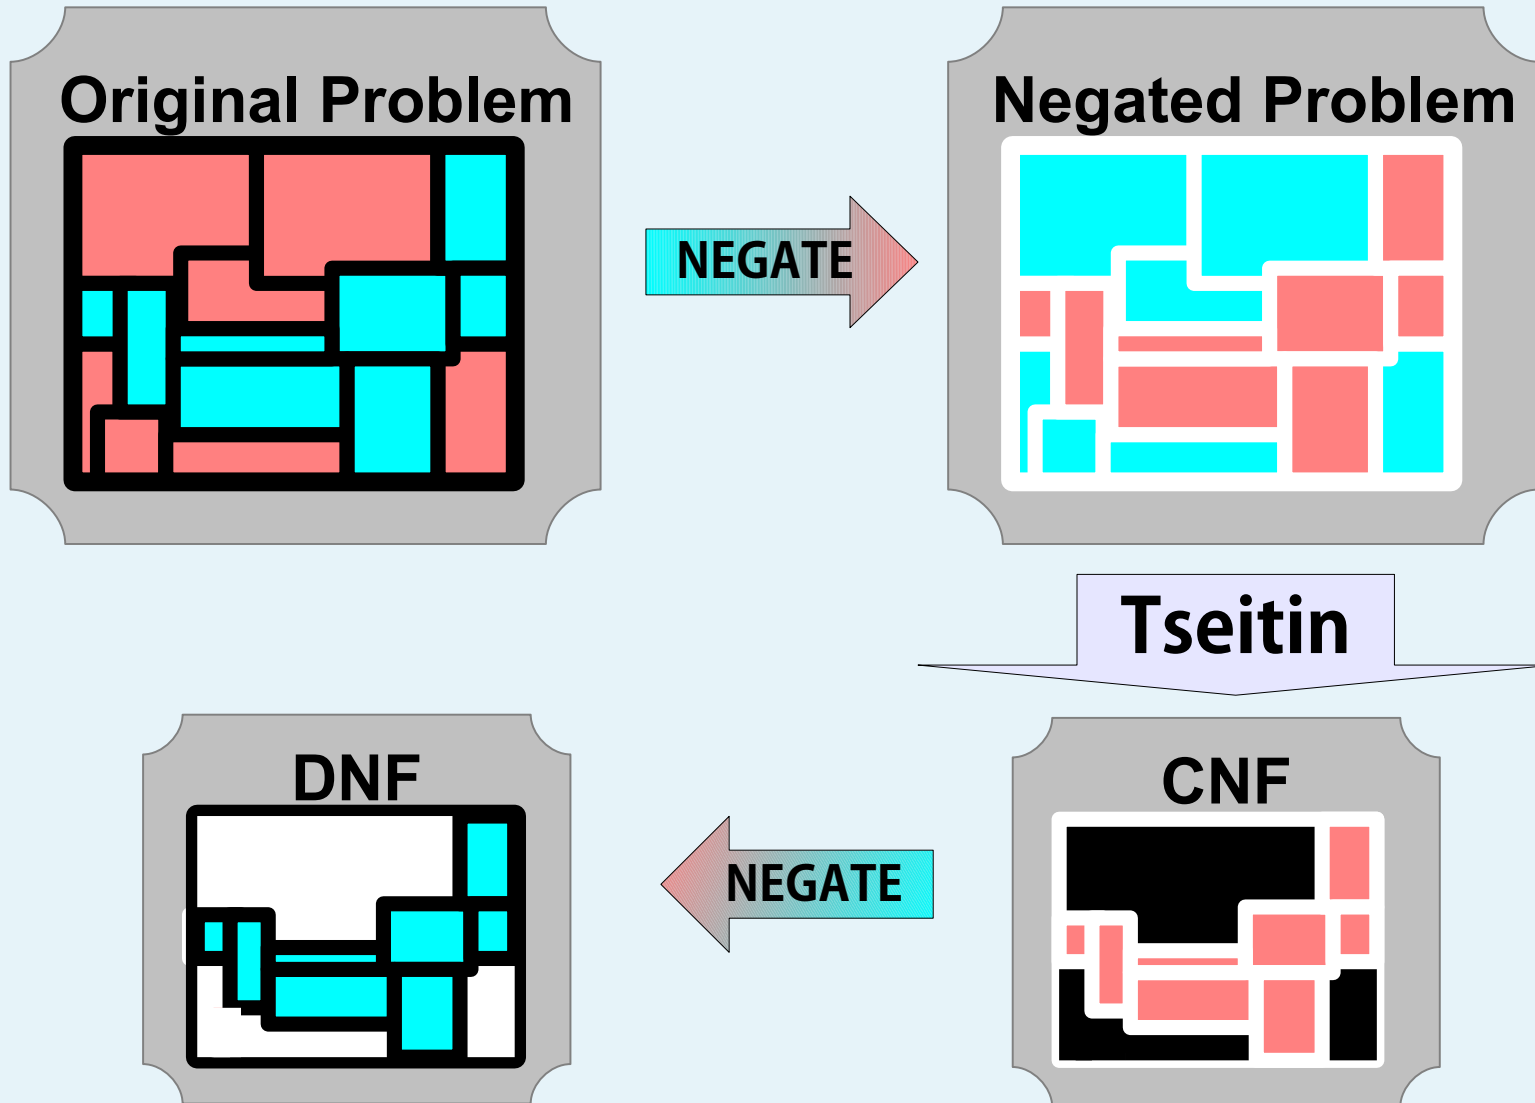 Original Problem
Negated Problem
NEGATE
Tseitin
DNF
CNF
NEGATE